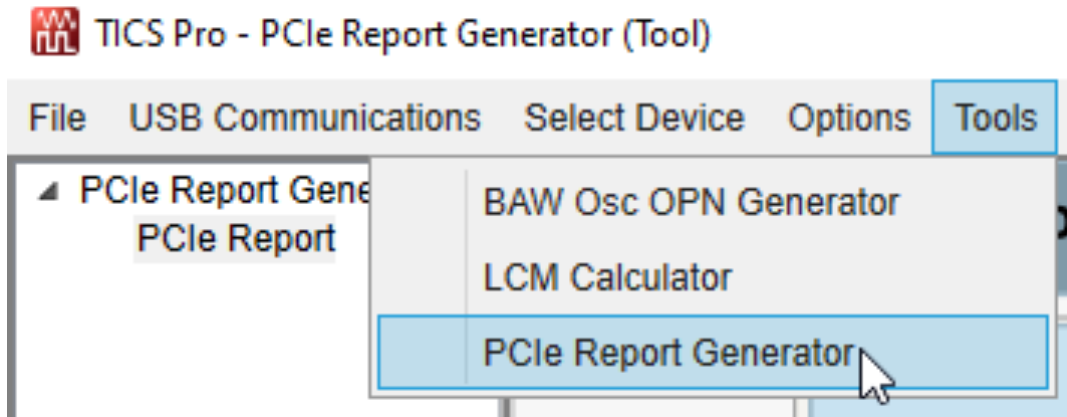 TICS Pro - PCIe Report Generator (Tool)
File USB Communications Select Device Options Tools
PCIe Report Gene
PCIe Report
BAW Osc OPN Generator
LCM Calculator
PCIe Report Generator